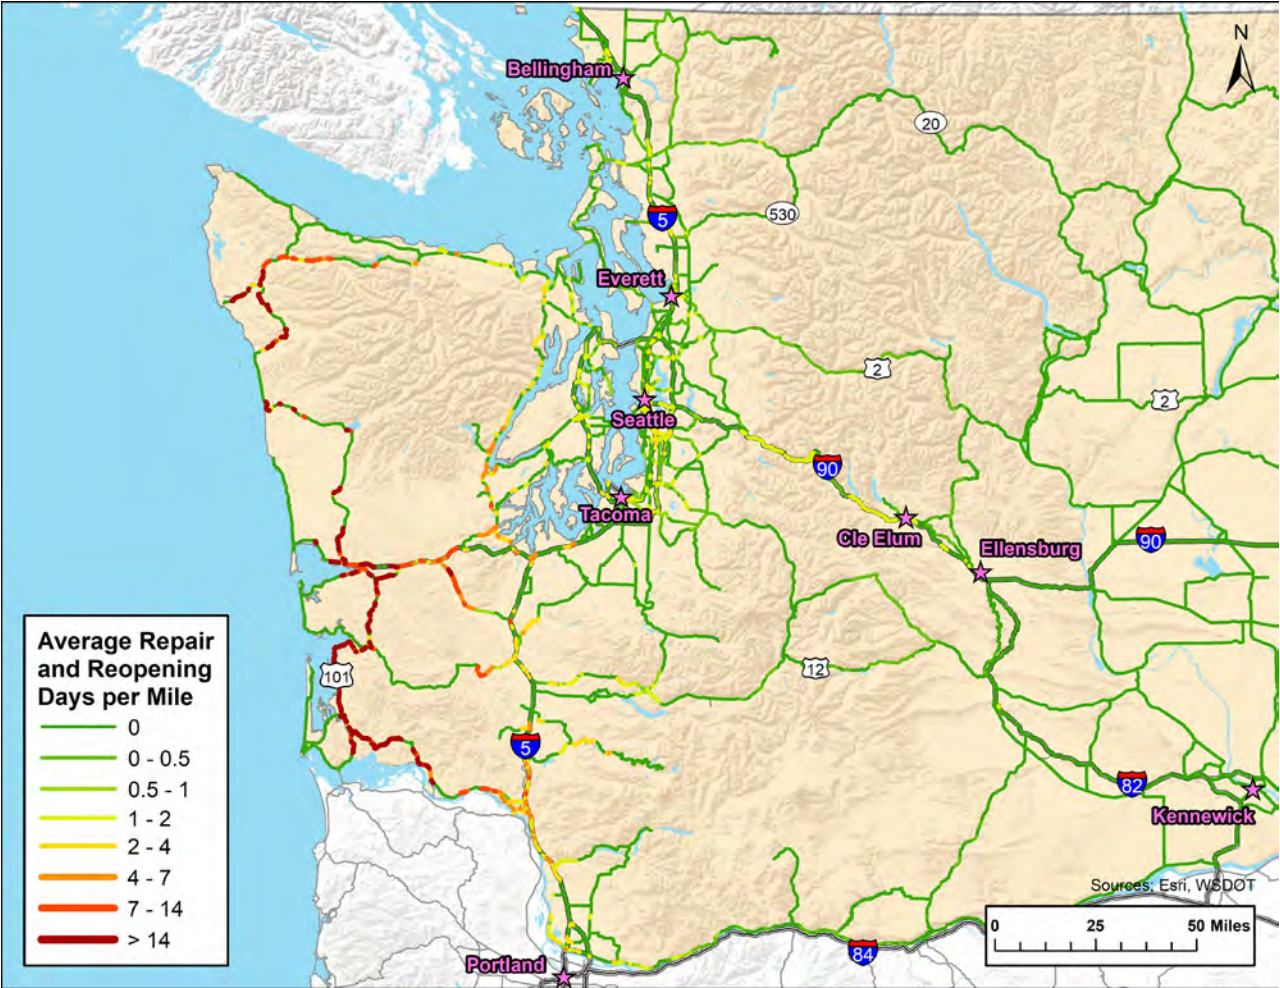 N
Bellingham
20
530
5
Everett
2
2
Seattle
90
Tacoma
Cle Elum
90
Ellensburg
Average Repair
and Reopening
Days per Mile
0
0 - 0.5
0.5 - 1
1 - 2
2 - 4
4 - 7
7 - 14
> 14
101
12
5
82
Kennewick
Sources: Esri, WSDOT
0 25 50 Miles
84
Portland